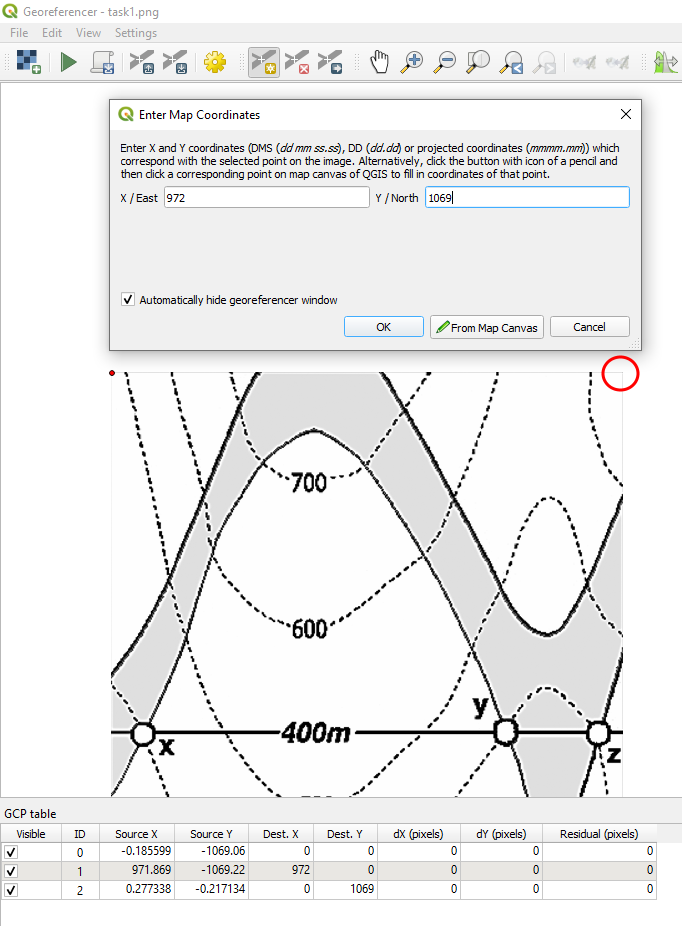 Georeferencer - task1.png
File Edit View Settings
Enter Map Coordinates
Enter X and Y coordinates (DMS (dd mm ss.ss), DD (dd.dd) or projected coordinates (mmmm.mm)) which
correspond with the selected point on the image. Alternatively, click the button with icon of a pencil and
then click a corresponding point on map canvas of QGIS to fill in coordinates of that point.
X / East 972 Y / North 1069
Automatically hide georeferencer window
OK From Map Canvas Cancel
700
600
y
x 400m z
GCP table
Visible ID Source X Source Y Dest. X Dest. Y dX (pixels) dY (pixels) Residual (pixels)
0 -0.185599 -1069.06 0 0 0 0 0
1 971.869 -1069.22 972 0 0 0 0
2 0.277338 -0.217134 0 1069 0 0 0